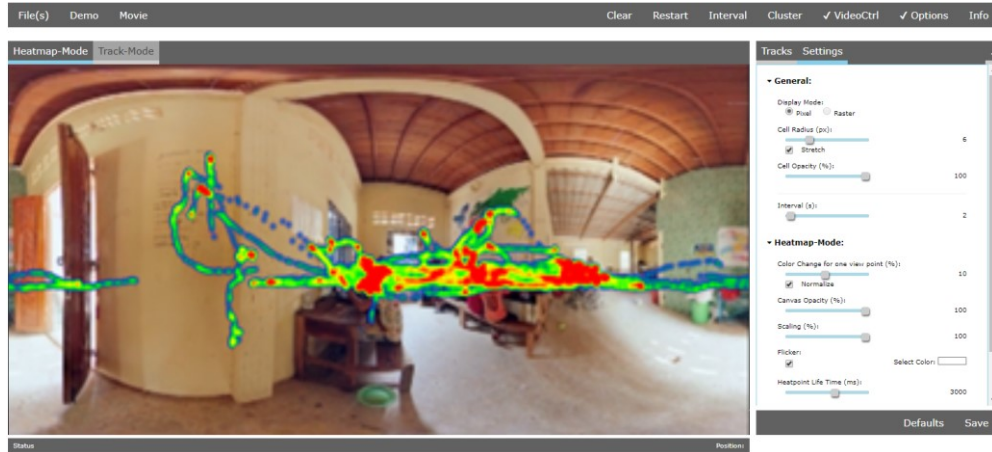 File(s) Demo Movie Clear Restart Interval Cluster ✓ VideoCtrl ✓ Options Info
Heatmap-Mode Track-Mode
Tracks Settings
General:
Display Mode:
Pixel Raster
Cell Radius (px):
6
Stretch
Cell Opacity (%):
100
Interval (s):
2
Heatmap-Mode:
Color Change for one view point (%):
10
Normalize
Canvas Opacity (%):
100
Scaling (%):
100
Flicker:
Select Color:
Heatpoint Life Time (ms):
3000
Defaults Save
Status Position: